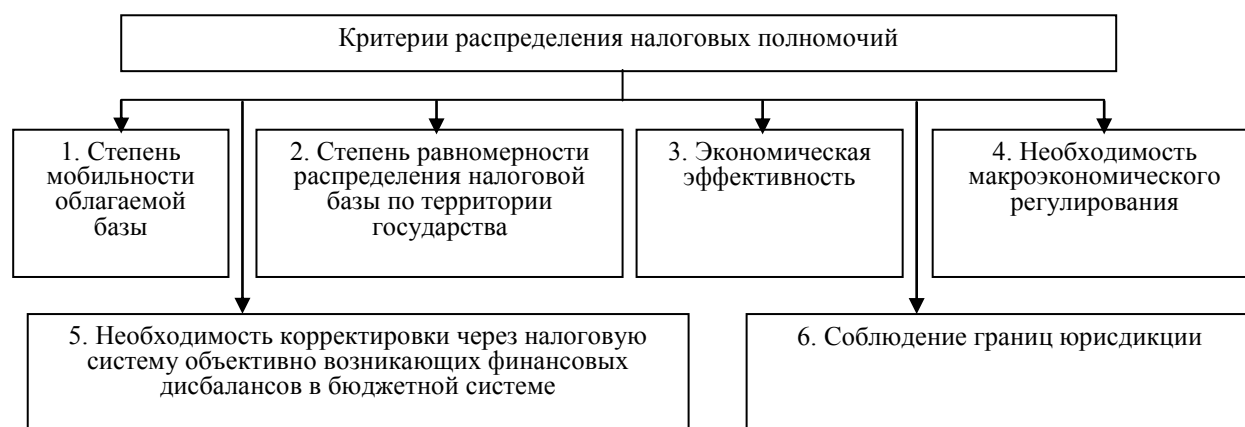 Критерии распределения налоговых полномочий
1. Степень
мобильности
облагаемой
базы
2. Степень равномерности
распределения налоговой
базы по территории
государства
3. Экономическая
эффективность
4. Необходимость
макроэкономического
регулирования
5. Необходимость корректировки через налоговую
систему объективно возникающих финансовых
дисбалансов в бюджетной системе
6. Соблюдение границ юрисдикции